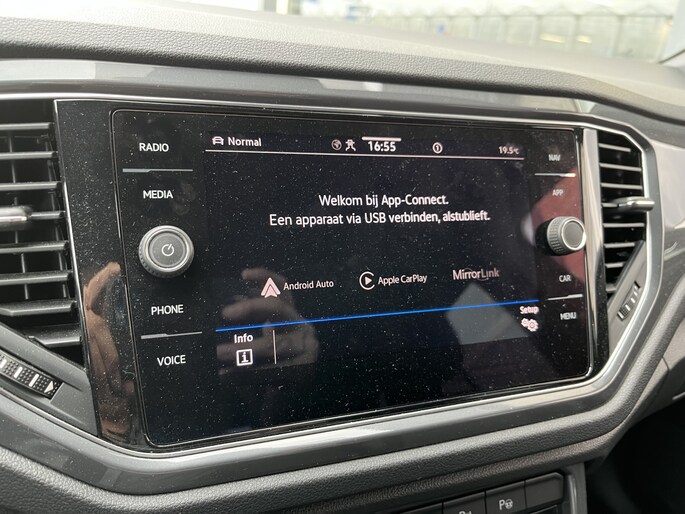 RADIO
MEDIA
PHONE
VOICE
Normal
16:55
19.5°C
Welkom bij App-Connect.
Een apparaat via USB verbinden, alstublieft.
Android Auto
Apple CarPlay
MirrorLink
Info
Setup
NAV
APP
CAR
MENU